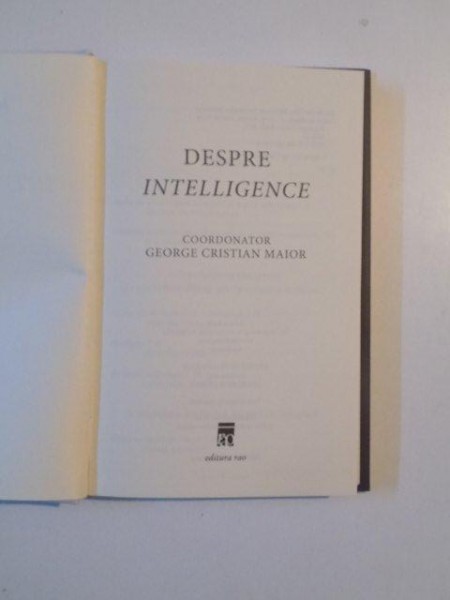 DESPRE
INTELLIGENCE
COORDONATOR
GEORGE CRISTIAN MAIOR
editura rao